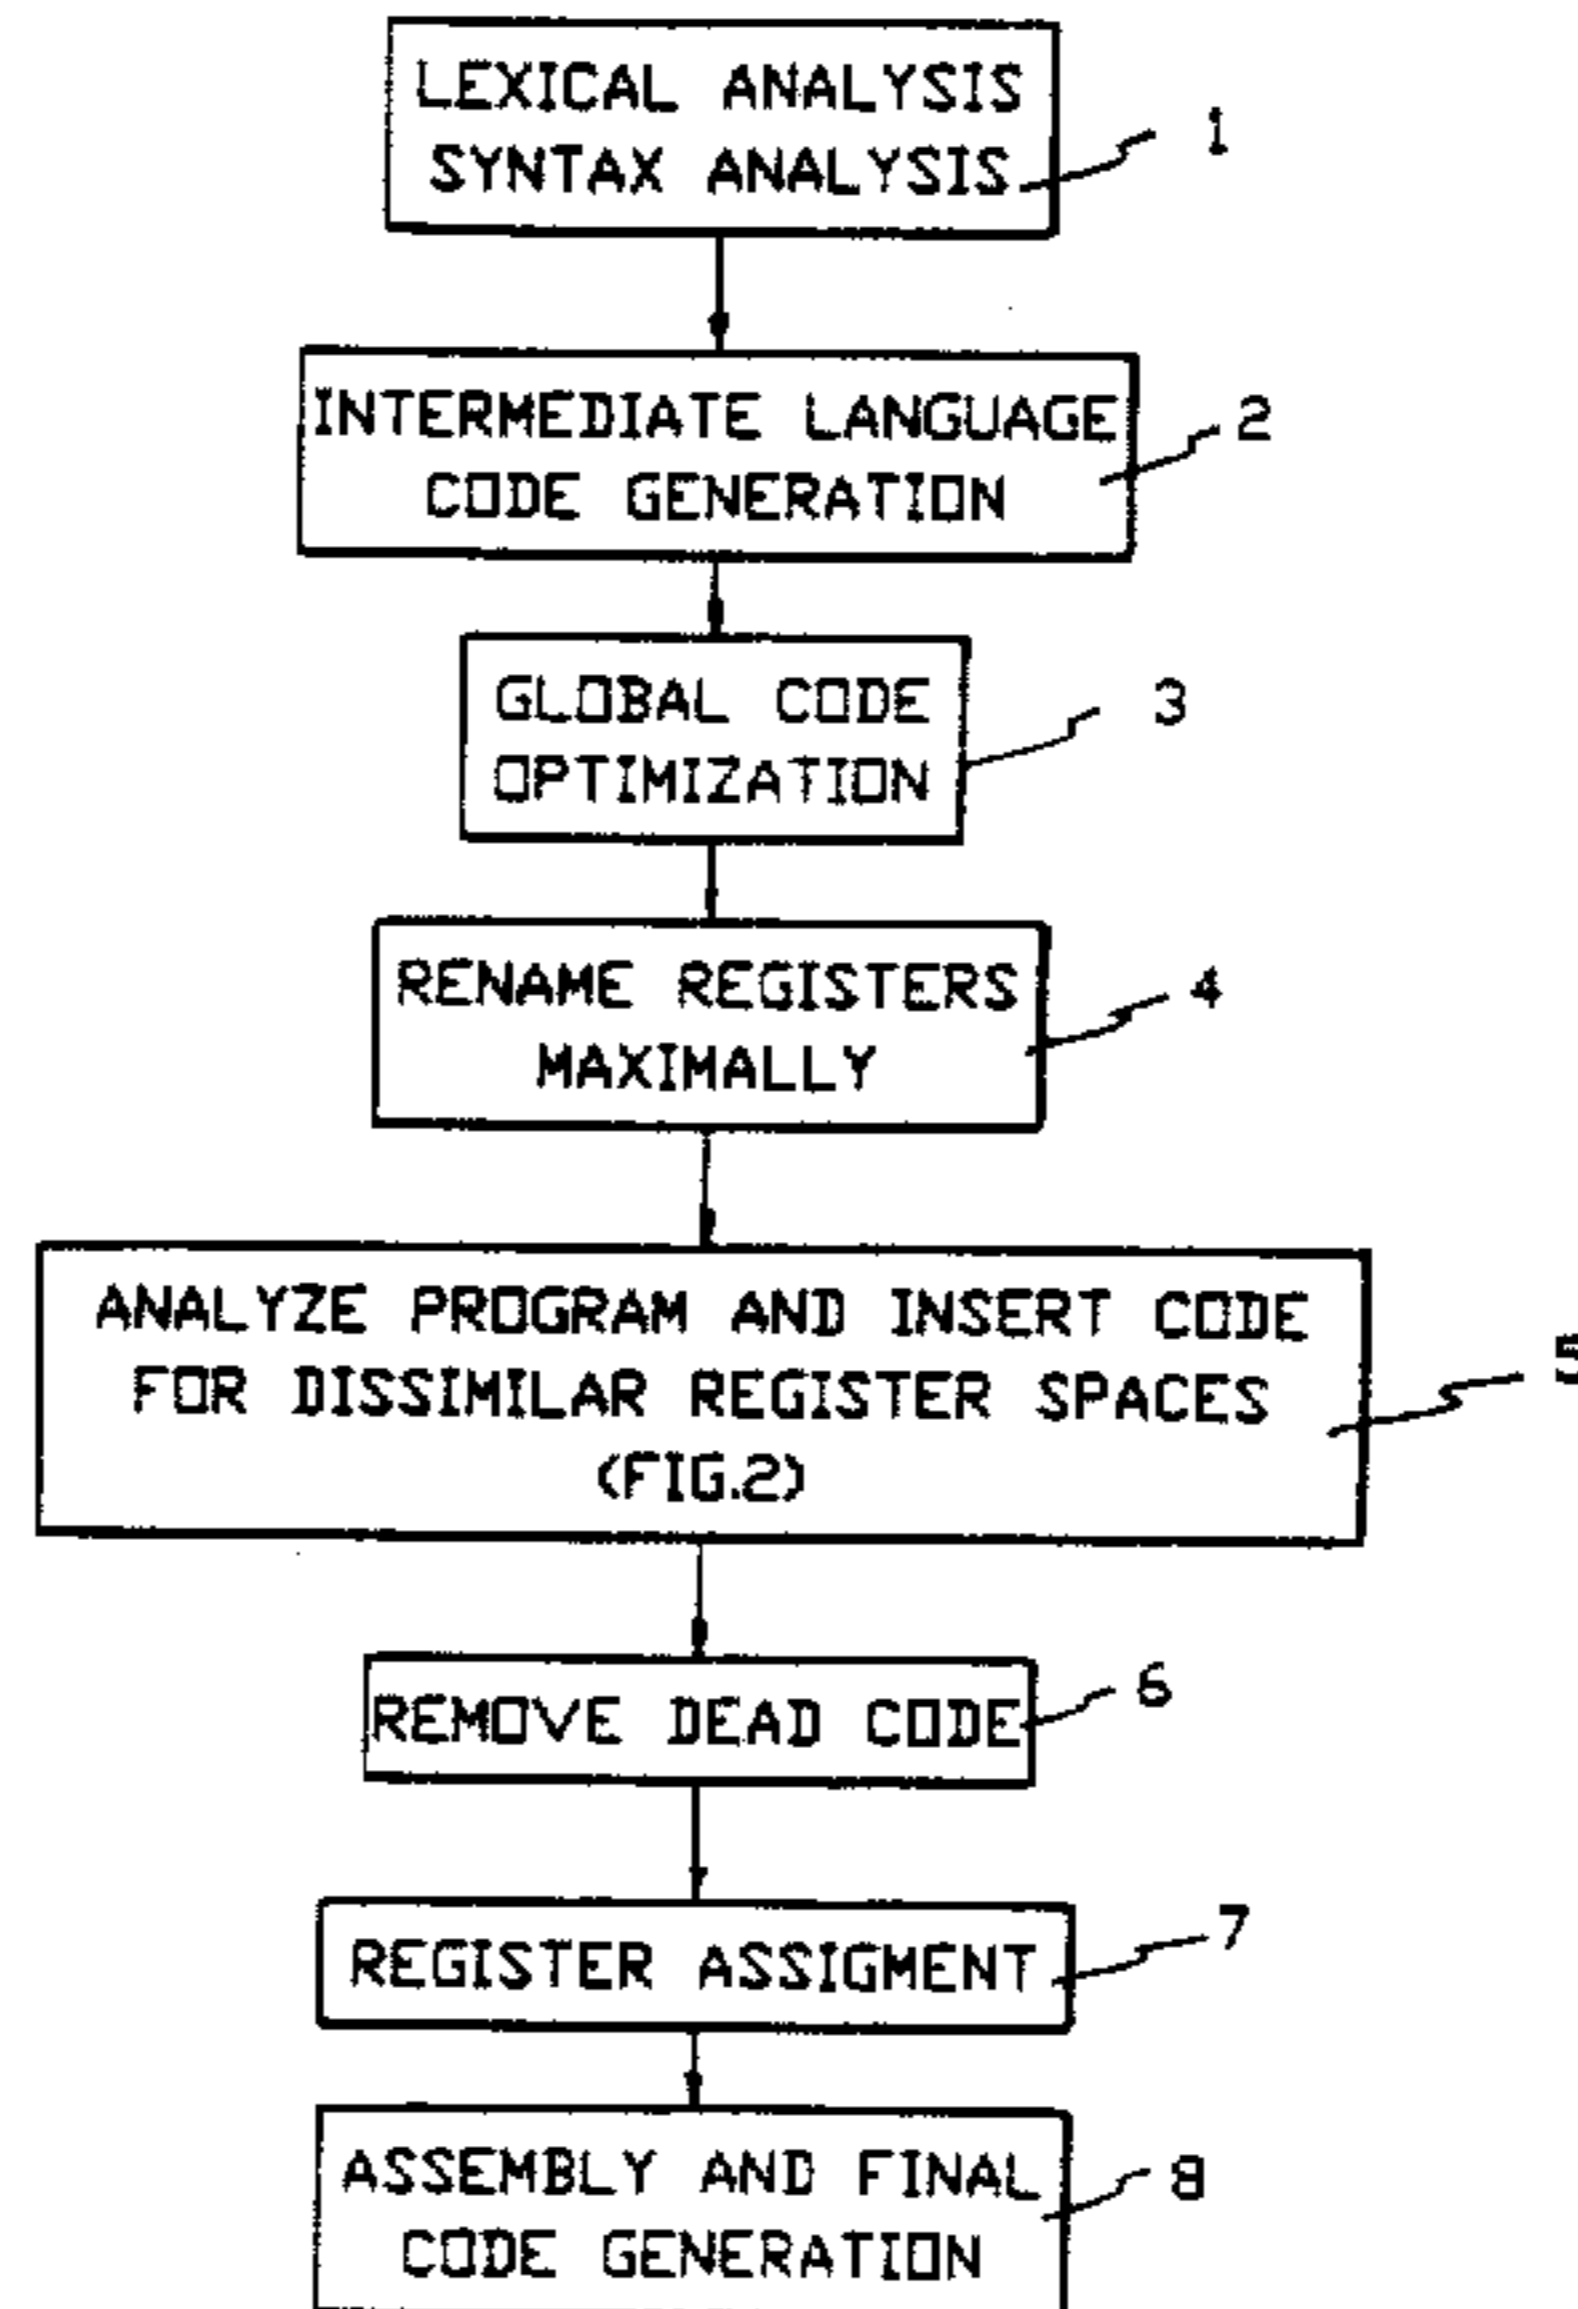 LEXICAL ANALYSIS
SYNTAX ANALYSIS
1
INTERMEDIATE LANGUAGE
CODE GENERATION
2
GLOBAL CODE
OPTIMIZATION
3
RENAME REGISTERS
MAXIMALLY
4
ANALYZE PROGRAM AND INSERT CODE
FOR DISSIMILAR REGISTER SPACES
(FIG.2)
5
REMOVE DEAD CODE
6
REGISTER ASSIGMENT
7
ASSEMBLY AND FINAL
CODE GENERATION
8